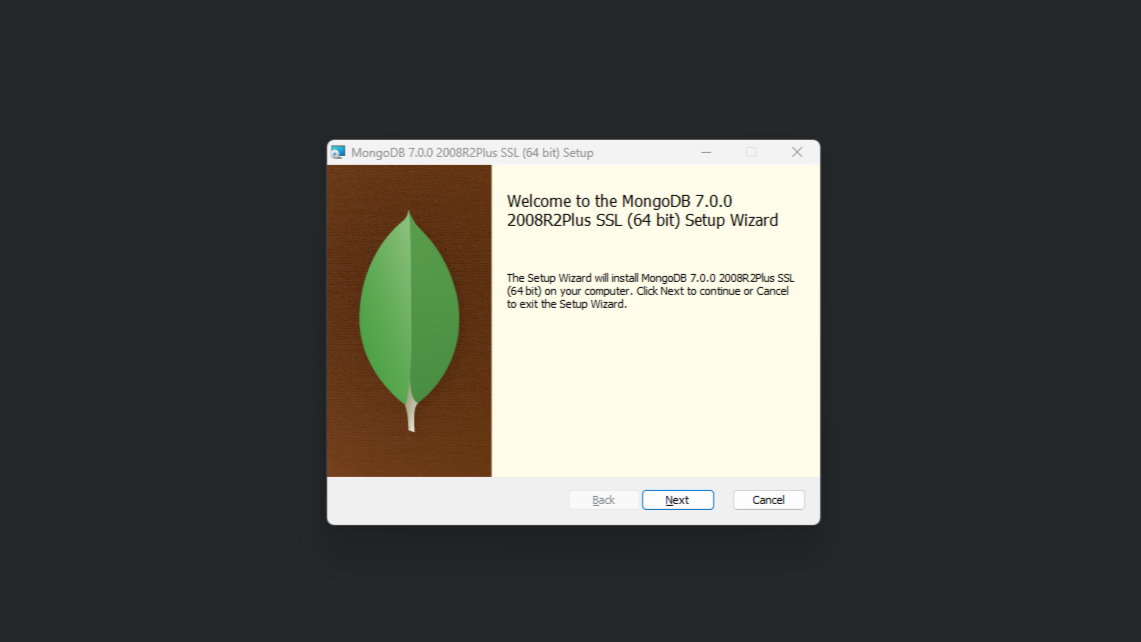 MongoDB 7.0.0 2008R2Plus SSL (64 bit) Setup
Welcome to the MongoDB 7.0.0
2008R2Plus SSL (64 bit) Setup Wizard
The Setup Wizard will install MongoDB 7.0.0 2008R2Plus SSL
(64 bit) on your computer. Click Next to continue or Cancel
to exit the Setup Wizard.
Back
Next
Cancel